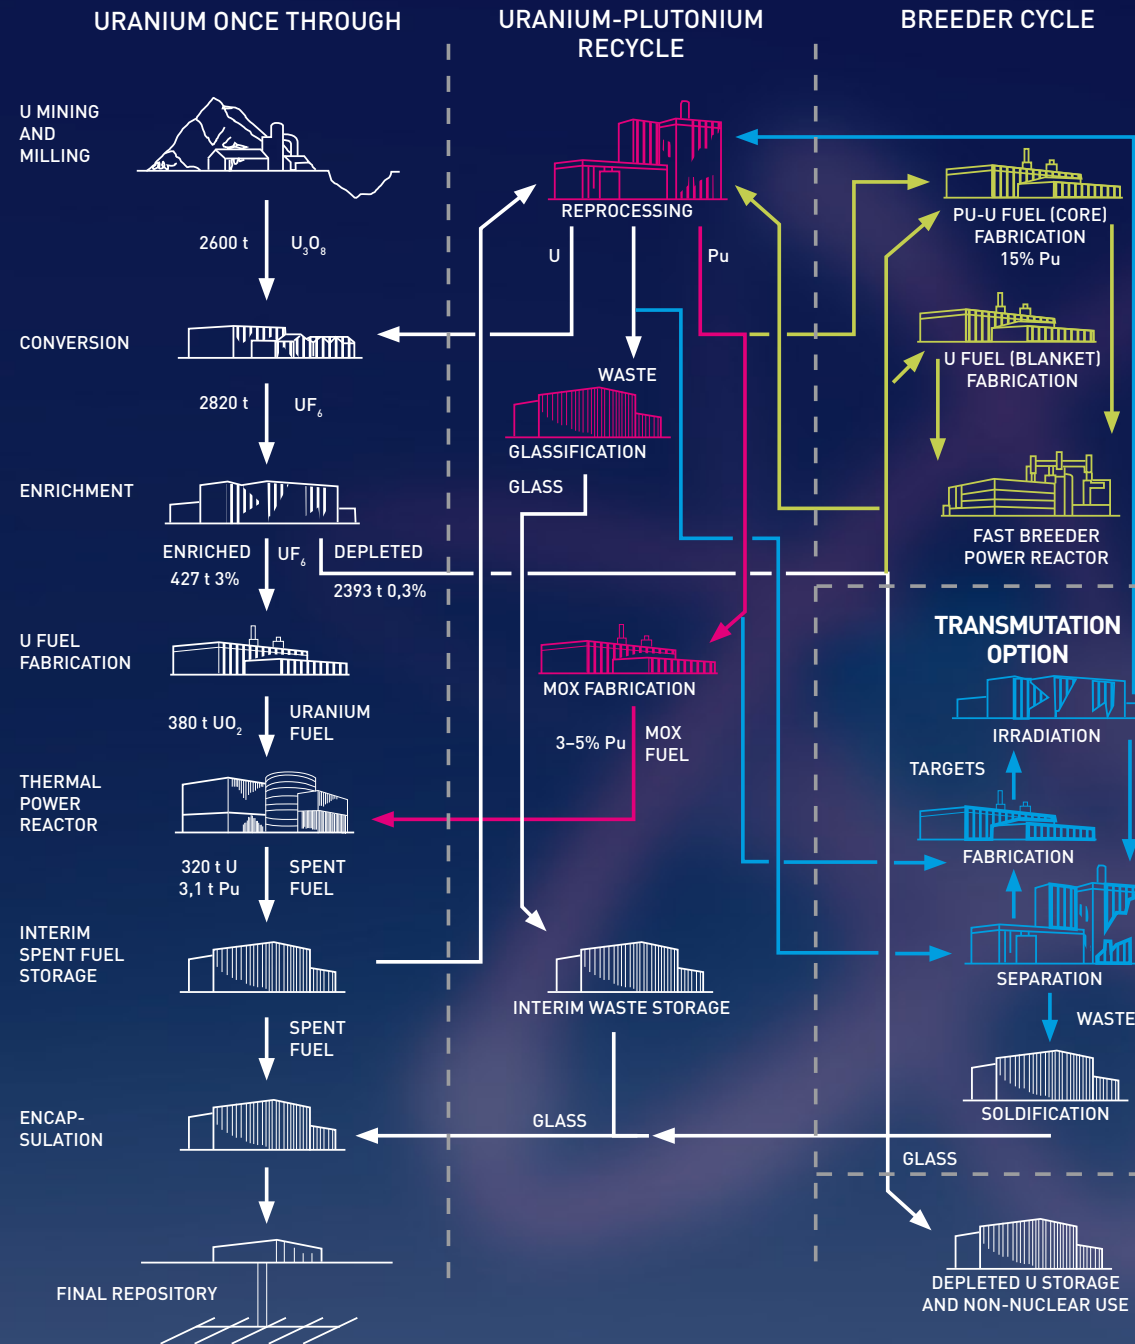 URANIUM ONCE THROUGH
URANIUM-PLUTONIUM
RECYCLE
BREEDER CYCLE
U MINING
AND
MILLING
2600 t
U₃O₈
CONVERSION
2820 t
UF₆
ENRICHMENT
ENRICHED
427 t 3%
UF₆
DEPLETED
2393 t 0,3%
U FUEL
FABRICATION
380 t UO₂
URANIUM
FUEL
THERMAL
POWER
REACTOR
320 t U
3,1 t Pu
SPENT
FUEL
INTERIM
SPENT FUEL
STORAGE
SPENT
FUEL
ENCAP-
SULATION
FINAL REPOSITORY
REPROCESSING
U
Pu
WASTE
GLASSIFICATION
GLASS
MOX FABRICATION
3–5% Pu
MOX
FUEL
INTERIM WASTE STORAGE
GLASS
PU-U FUEL (CORE)
FABRICATION
15% Pu
U FUEL (BLANKET)
FABRICATION
FAST BREEDER
POWER REACTOR
TRANSMUTATION
OPTION
IRRADIATION
TARGETS
FABRICATION
SEPARATION
WASTE
SOLDIFICATION
GLASS
DEPLETED U STORAGE
AND NON-NUCLEAR USE